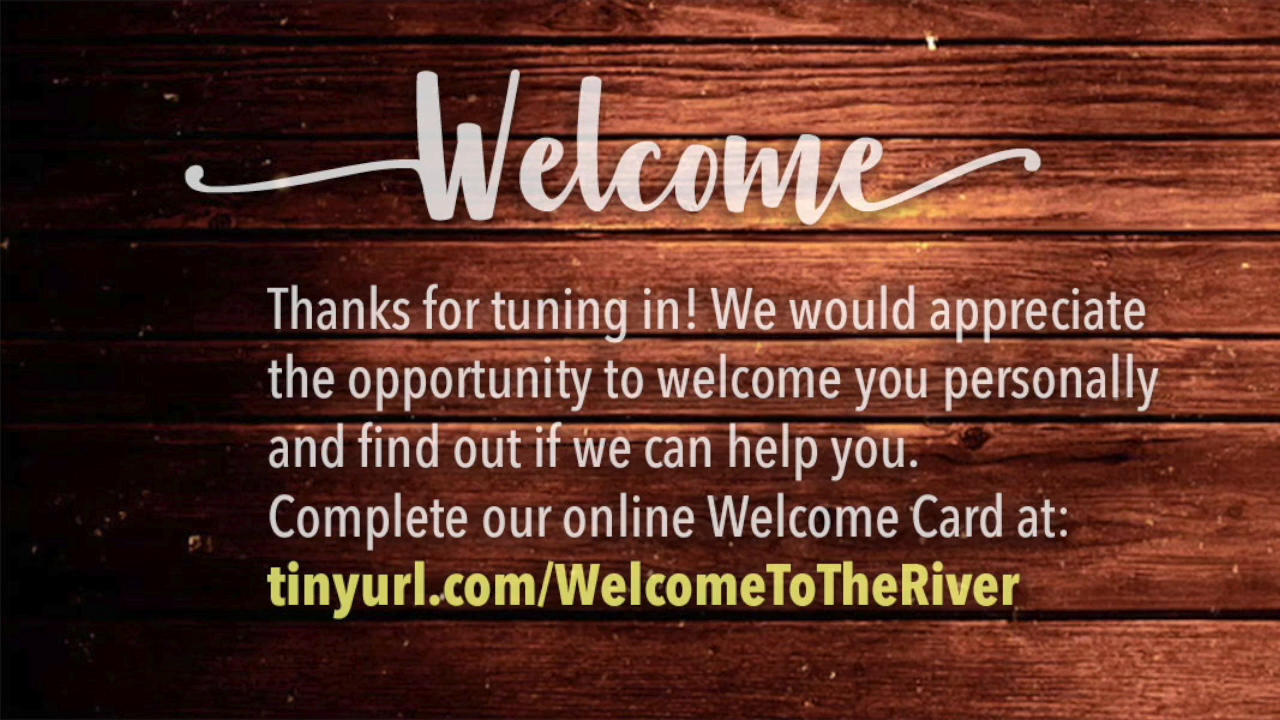 Welcome
Thanks for tuning in! We would appreciate
the opportunity to welcome you personally
and find out if we can help you.
Complete our online Welcome Card at:
tinyurl.com/WelcomeToTheRiver